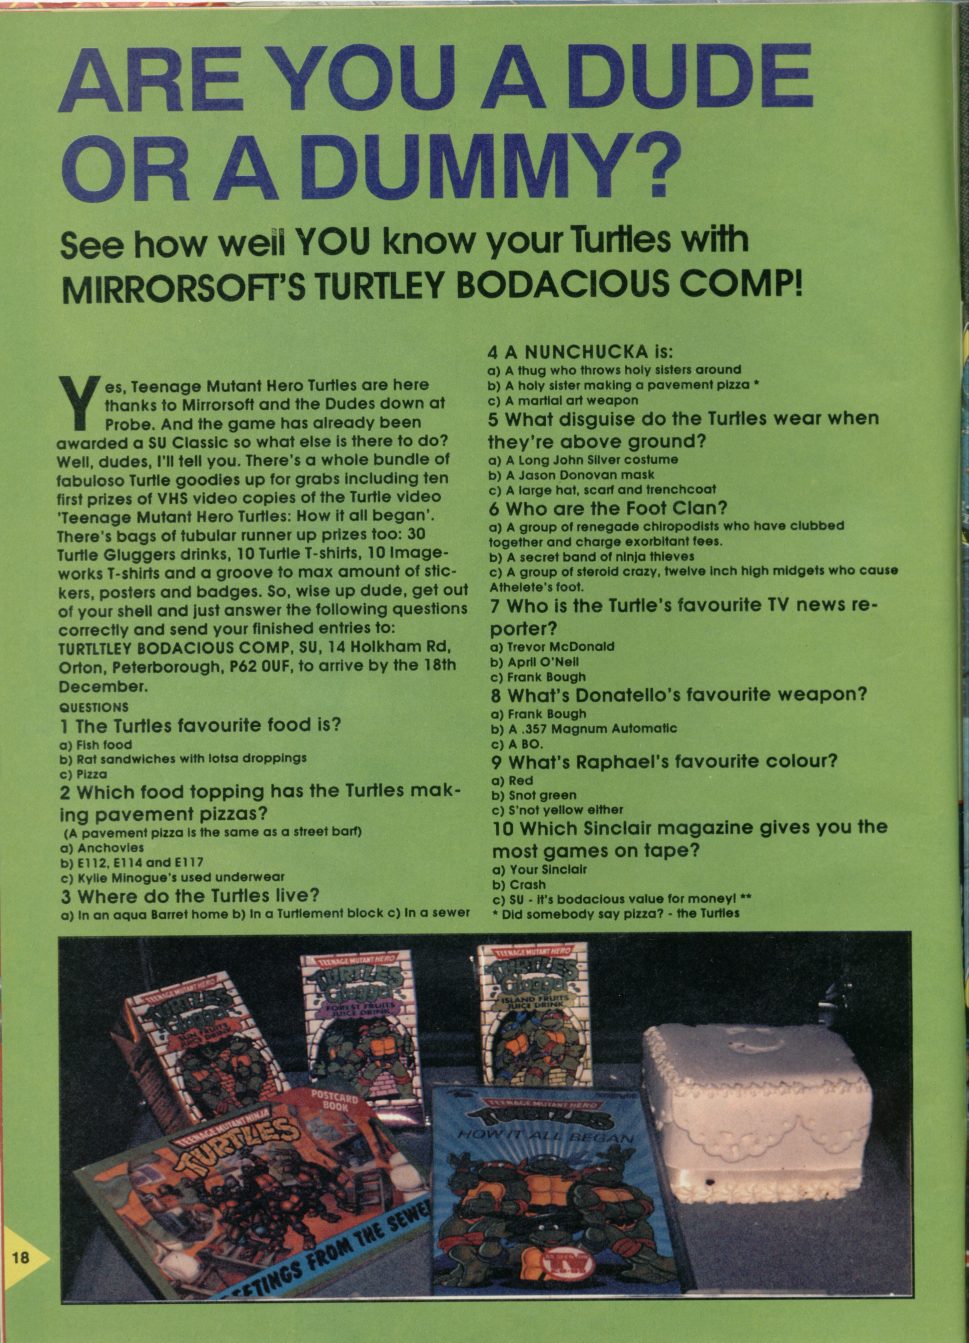 ARE YOU A DUDE
OR A DUMMY?
See how well YOU know your Turtles with
MIRRORSOFT'S TURTLEY BODACIOUS COMP!
Yes, Teenage Mutant Hero Turtles are here
thanks to Mirrorsoft and the Dudes down at
Probe. And the game has already been
awarded a SU Classic so what else is there to do?
Well, dudes, I'll tell you. There's a whole bundle of
fabuloso Turtle goodies up for grabs including ten
first prizes of VHS video copies of the Turtle video
'Teenage Mutant Hero Turtles: How it all began'.
There's bags of tubular runner up prizes too: 30
Turtle Gluggers drinks, 10 Turtle T-shirts, 10 Image-
works T-shirts and a groove to max amount of stic-
kers, posters and badges. So, wise up dude, get out
of your shell and just answer the following questions
correctly and send your finished entries to:
TURTLTLEY BODACIOUS COMP, SU, 14 Holkham Rd,
Orton, Peterborough, P62 0UF, to arrive by the 18th
December.
QUESTIONS
1 The Turtles favourite food is?
a) Fish food
b) Rat sandwiches with lotsa droppings
c) Pizza
2 Which food topping has the Turtles mak-
ing pavement pizzas?
(A pavement pizza is the same as a street barf)
a) Anchovies
b) E112, E114 and E117
c) Kylie Minogue's used underwear
3 Where do the Turtles live?
a) In an aqua Barret home b) In a Turtlement block c) In a sewer
4 A NUNCHUCKA is:
a) A thug who throws holy sisters around
b) A holy sister making a pavement pizza *
c) A martial art weapon
5 What disguise do the Turtles wear when
they're above ground?
a) A Long John Silver costume
b) A Jason Donovan mask
c) A large hat, scarf and trenchcoat
6 Who are the Foot Clan?
a) A group of renegade chiropodists who have clubbed
together and charge exorbitant fees.
b) A secret band of ninja thieves
c) A group of steroid crazy, twelve inch high midgets who cause
Athelete's foot.
7 Who is the Turtle's favourite TV news re-
porter?
a) Trevor McDonald
b) April O'Neil
c) Frank Bough
8 What's Donatello's favourite weapon?
a) Frank Bough
b) A .357 Magnum Automatic
c) A BO.
9 What's Raphael's favourite colour?
a) Red
b) Snot green
c) S'not yellow either
10 Which Sinclair magazine gives you the
most games on tape?
a) Your Sinclair
b) Crash
c) SU - It's bodacious value for money! **
* Did somebody say pizza? - the Turtles
TEENAGE MUTANT HERO
TURTLES
Glugger
SUN FRUITS
JUICE DRINK
TEENAGE MUTANT HERO
TURTLES
Glugger
FOREST FRUITS
JUICE DRINK
TEENAGE MUTANT HERO
TURTLES
Glugger
ISLAND FRUITS
JUICE DRINK
POSTCARD
BOOK
TEENAGE MUTANT NINJA
TURTLES
ETINGS FROM THE SEWE
TEENAGE MUTANT HERO
TURTLES
HOW IT ALL BEGAN
TV
18